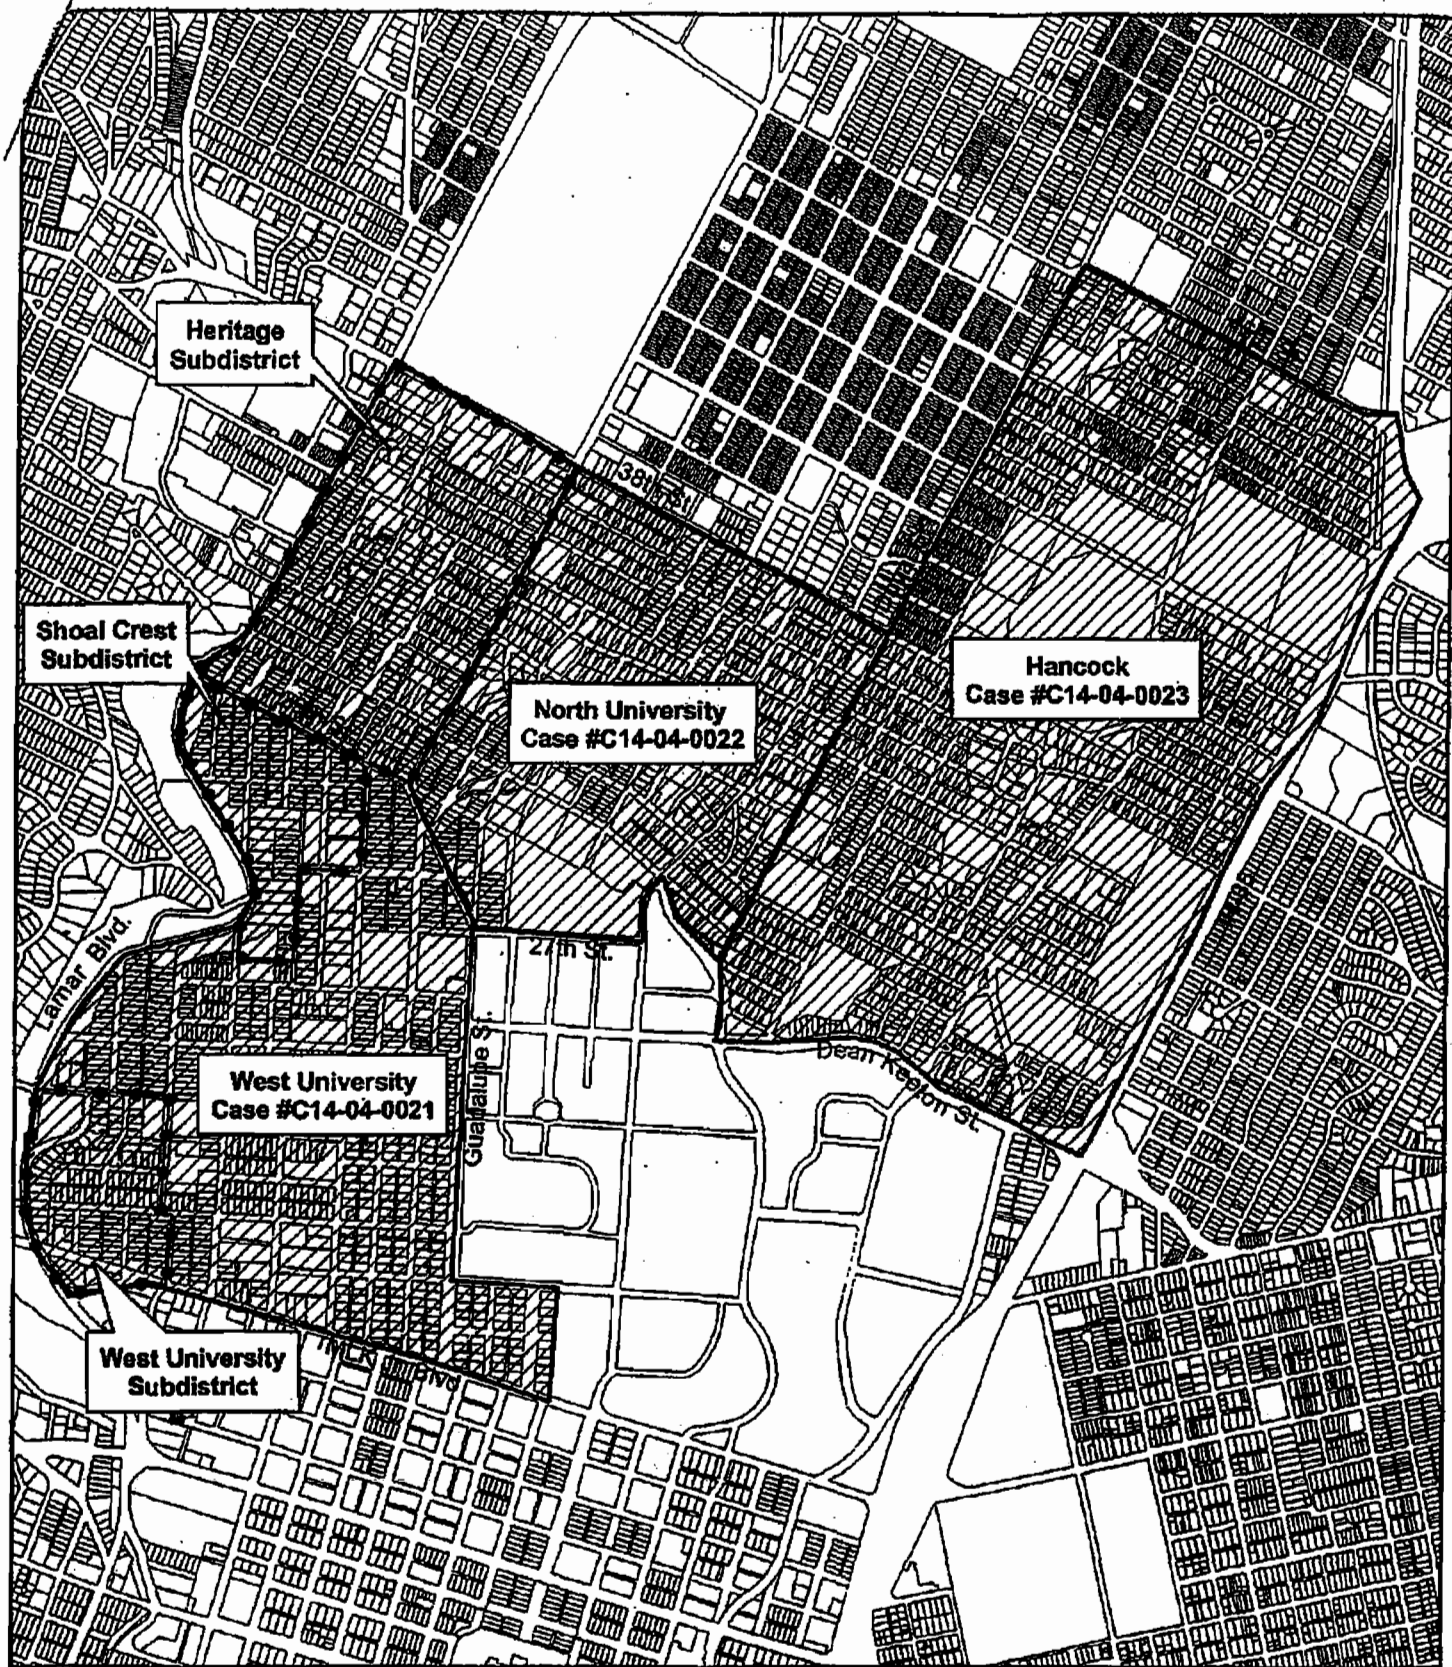 Heritage
Subdistrict
38th St.
Shoal Crest
Subdistrict
Hancock
Case #C14-04-0023
North University
Case #C14-04-0022
Lamar Blvd.
27th St.
Guadalupe St.
Dean Keeton St.
West University
Case #C14-04-0021
West University
Subdistrict
MLK Blvd